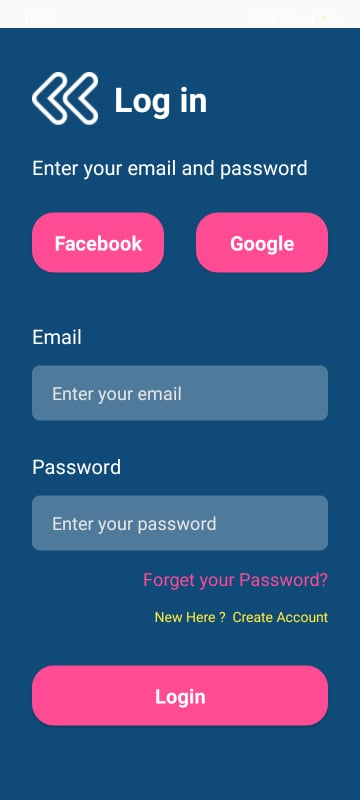 Log in
Enter your email and password
Facebook Google
Email
Enter your email
Password
Enter your password
Forget your Password?
New Here ? Create Account
Login